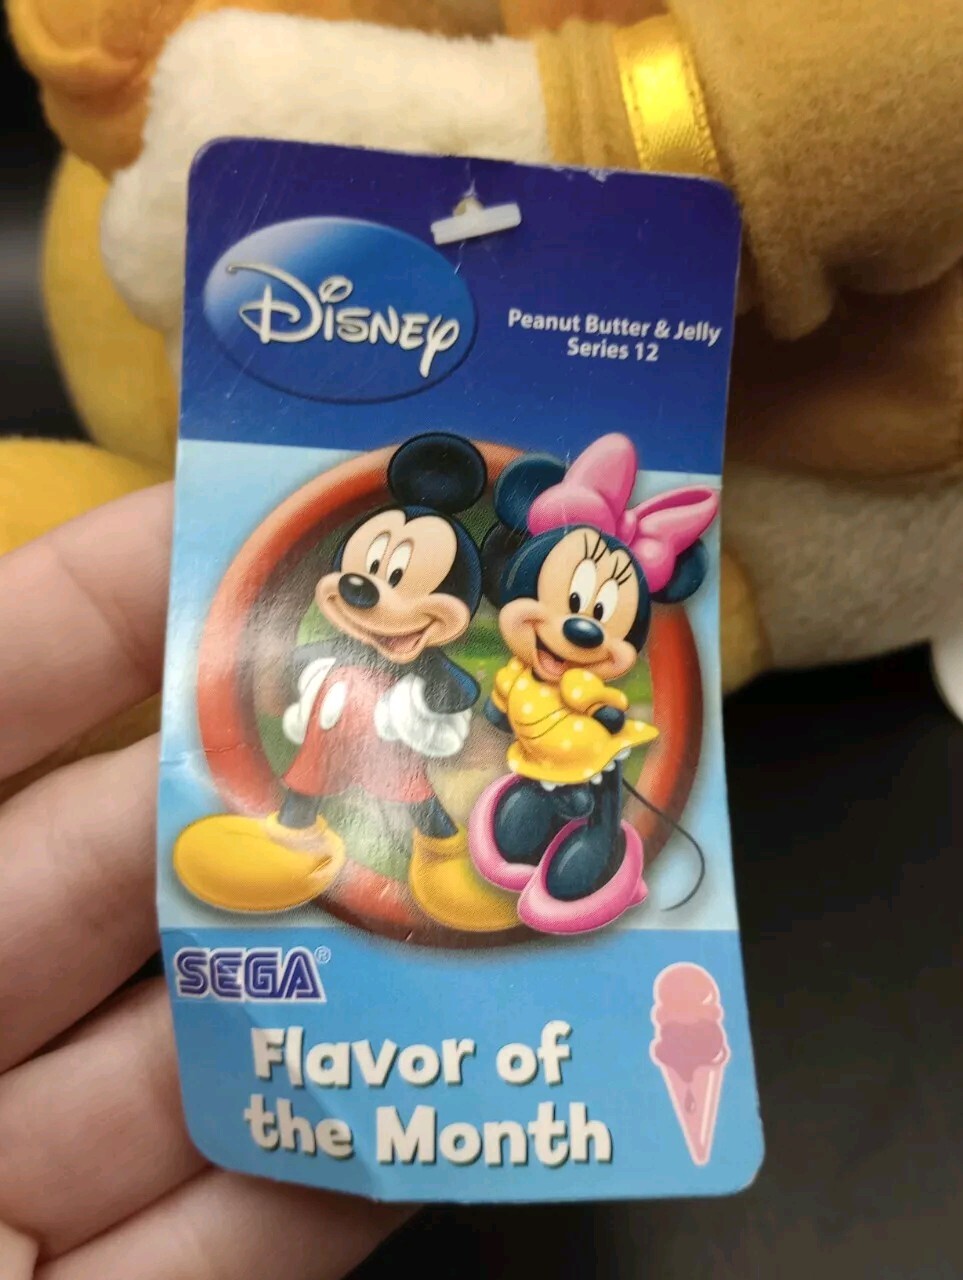 Disney
Peanut Butter & Jelly
Series 12
SEGA®
Flavor of
the Month